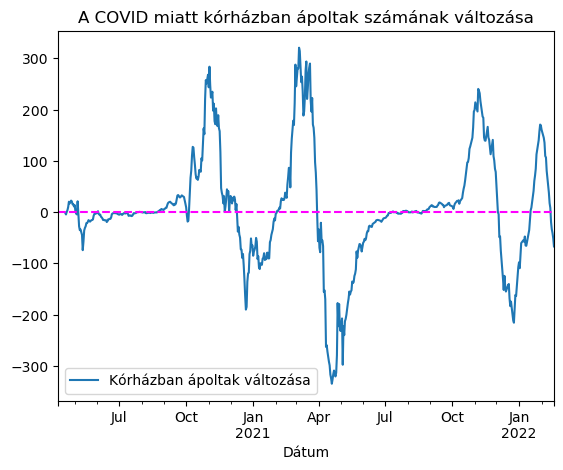 A COVID miatt kórházban ápoltak számának változása
300
200
100
0
−100
−200
−300
Kórházban ápoltak változása
Jul
Oct
Jan
2021
Apr
Jul
Oct
Jan
2022
Dátum